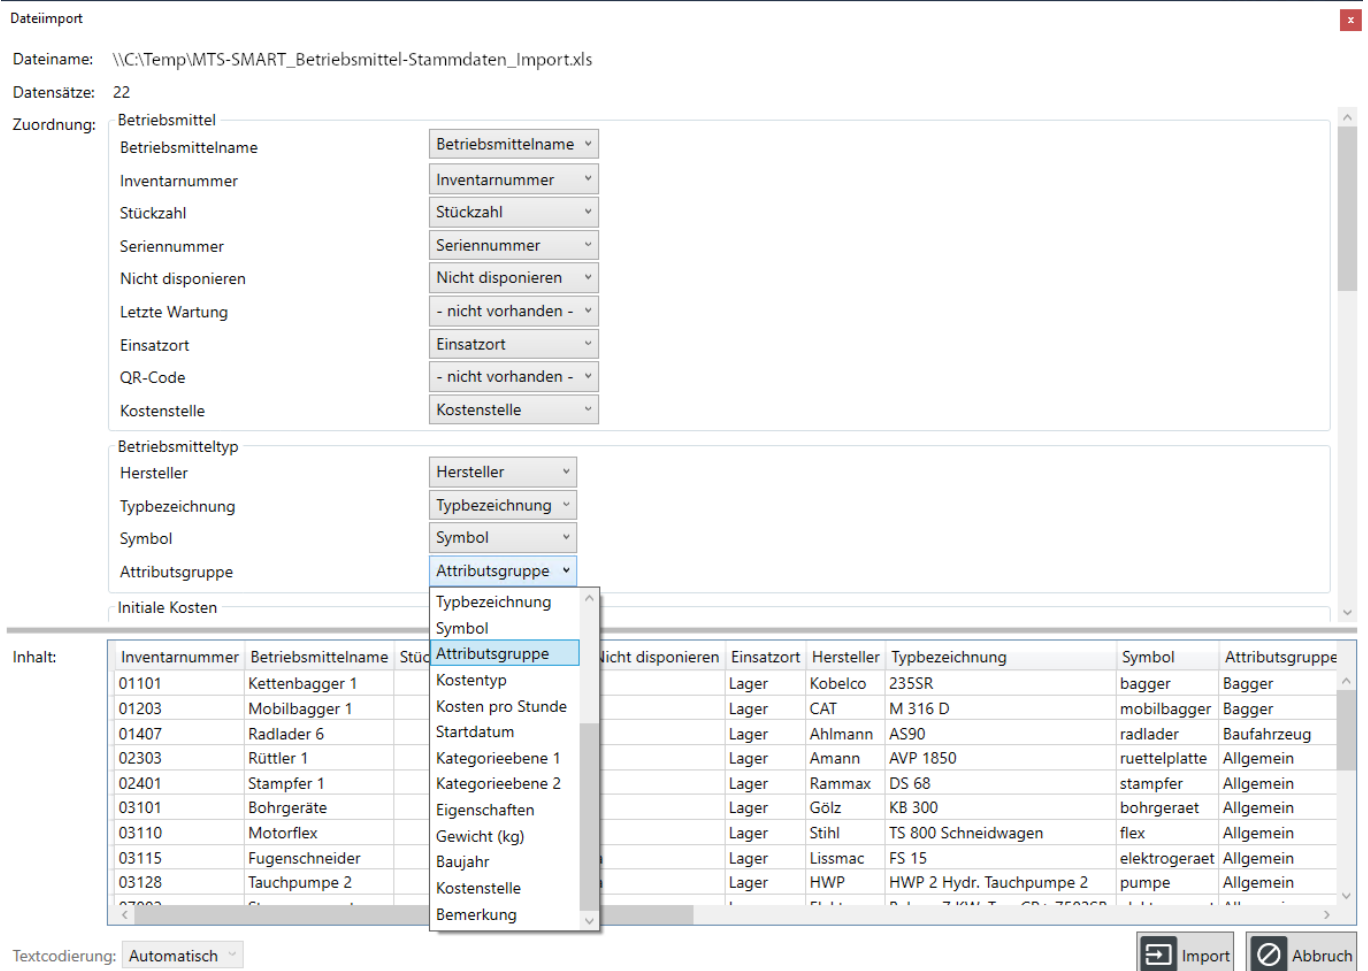 Dateiimport
x
Dateiname: \\C:\Temp\MTS-SMART_Betriebsmittel-Stammdaten_Import.xls
Datensätze: 22
Zuordnung:
Betriebsmittel
Betriebsmittelname Betriebsmittelname
Inventarnummer Inventarnummer
Stückzahl Stückzahl
Seriennummer Seriennummer
Nicht disponieren Nicht disponieren
Letzte Wartung - nicht vorhanden -
Einsatzort Einsatzort
QR-Code - nicht vorhanden -
Kostenstelle Kostenstelle
Betriebsmitteltyp
Hersteller Hersteller
Typbezeichnung Typbezeichnung
Symbol Symbol
Attributsgruppe Attributsgruppe
Initiale Kosten
Typbezeichnung
Symbol
Attributsgruppe
Kostentyp
Kosten pro Stunde
Startdatum
Kategorieebene 1
Kategorieebene 2
Eigenschaften
Gewicht (kg)
Baujahr
Kostenstelle
Bemerkung
Inhalt:
Inventarnummer Betriebsmittelname Stüc licht disponieren Einsatzort Hersteller Typbezeichnung Symbol Attributsgruppe
01101 Kettenbagger 1 Lager Kobelco 235SR bagger Bagger
01203 Mobilbagger 1 Lager CAT M 316 D mobilbagger Bagger
01407 Radlader 6 Lager Ahlmann AS90 radlader Baufahrzeug
02303 Rüttler 1 Lager Amann AVP 1850 ruettelplatte Allgemein
02401 Stampfer 1 Lager Rammax DS 68 stampfer Allgemein
03101 Bohrgeräte Lager Gölz KB 300 bohrgeraet Allgemein
03110 Motorflex Lager Stihl TS 800 Schneidwagen flex Allgemein
03115 Fugenschneider Lager Lissmac FS 15 elektrogeraet Allgemein
03128 Tauchpumpe 2 Lager HWP HWP 2 Hydr. Tauchpumpe 2 pumpe Allgemein
Textcodierung: Automatisch
Import
Abbruch